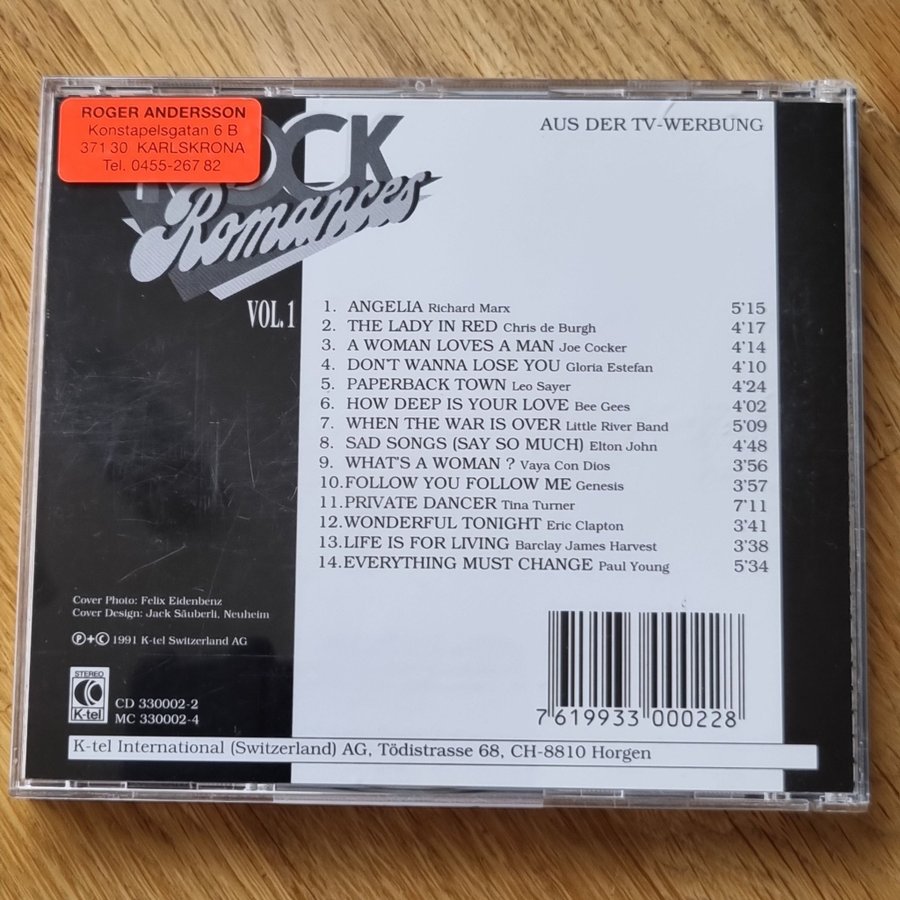 ROGER ANDERSSON
Konstapelsgatan 6 B
371 30 KARLSKRONA
Tel. 0455-267 82
AUS DER TV-WERBUNG
ROCK
Romances
VOL.1
1. ANGELIA Richard Marx 5'15
2. THE LADY IN RED Chris de Burgh 4'17
3. A WOMAN LOVES A MAN Joe Cocker 4'14
4. DON'T WANNA LOSE YOU Gloria Estefan 4'10
5. PAPERBACK TOWN Leo Sayer 4'24
6. HOW DEEP IS YOUR LOVE Bee Gees 4'02
7. WHEN THE WAR IS OVER Little River Band 5'09
8. SAD SONGS (SAY SO MUCH) Elton John 4'48
9. WHAT'S A WOMAN ? Vaya Con Dios 3'56
10. FOLLOW YOU FOLLOW ME Genesis 3'57
11. PRIVATE DANCER Tina Turner 7'11
12. WONDERFUL TONIGHT Eric Clapton 3'41
13. LIFE IS FOR LIVING Barclay James Harvest 3'38
14. EVERYTHING MUST CHANGE Paul Young 5'34
Cover Photo: Felix Eidenbenz
Cover Design: Jack Säuberli, Neuheim
℗+© 1991 K-tel Switzerland AG
STEREO
K-tel
CD 330002-2
MC 330002-4
7 619933 000228
K-tel International (Switzerland) AG, Tödistrasse 68, CH-8810 Horgen